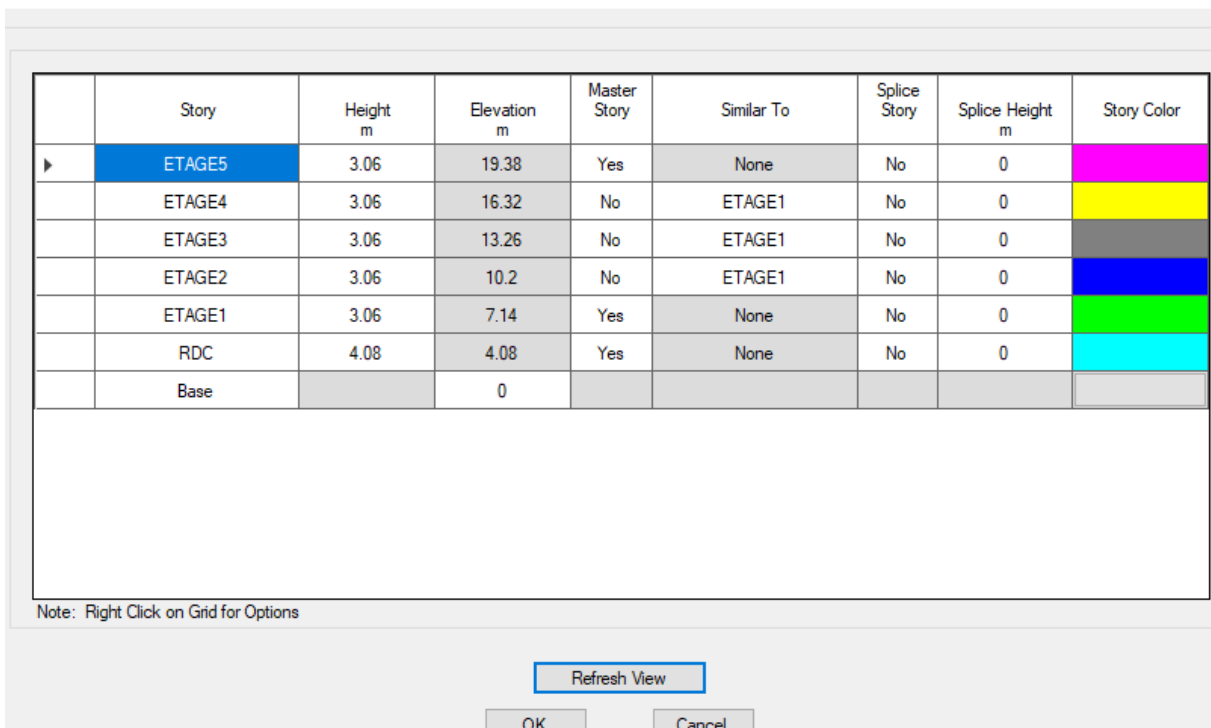 Story Height m Elevation m Master Story Similar To Splice Story Splice Height m Story Color
ETAGE5 3.06 19.38 Yes None No 0
ETAGE4 3.06 16.32 No ETAGE1 No 0
ETAGE3 3.06 13.26 No ETAGE1 No 0
ETAGE2 3.06 10.2 No ETAGE1 No 0
ETAGE1 3.06 7.14 Yes None No 0
RDC 4.08 4.08 Yes None No 0
Base 0
Note: Right Click on Grid for Options
Refresh View
OK Cancel